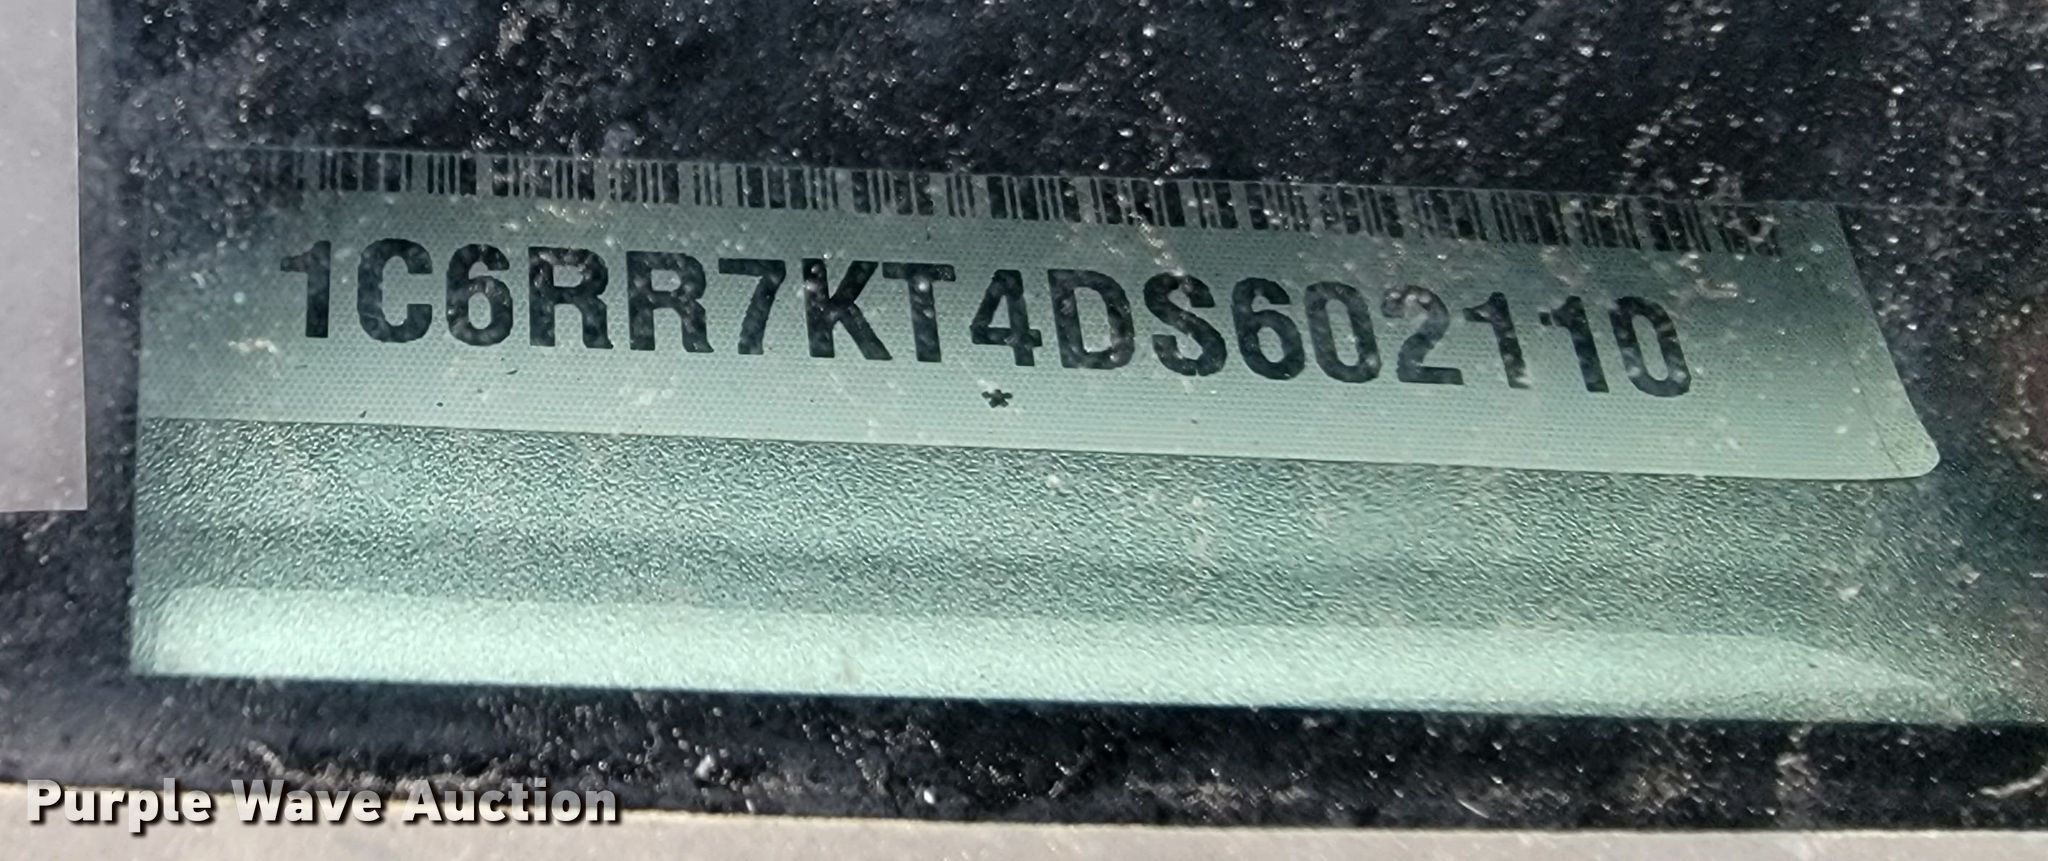 1C6RR7KT4DS602110
*
Purple Wave Auction